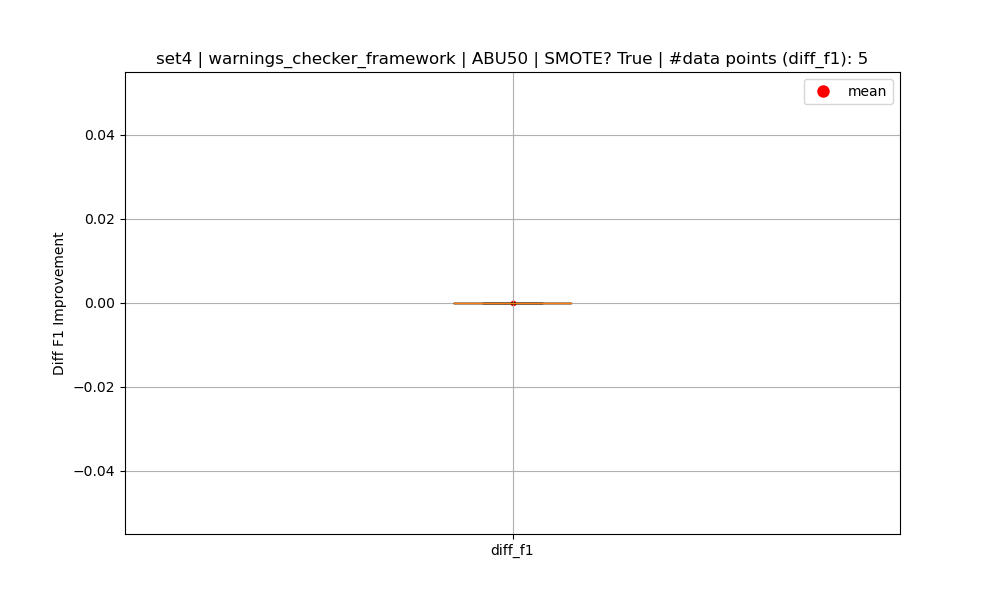 set4 | warnings_checker_framework | ABU50 | SMOTE? True | #data points (diff_f1): 5
mean
0.04
0.02
0.00
−0.02
−0.04
Diff F1 Improvement
diff_f1